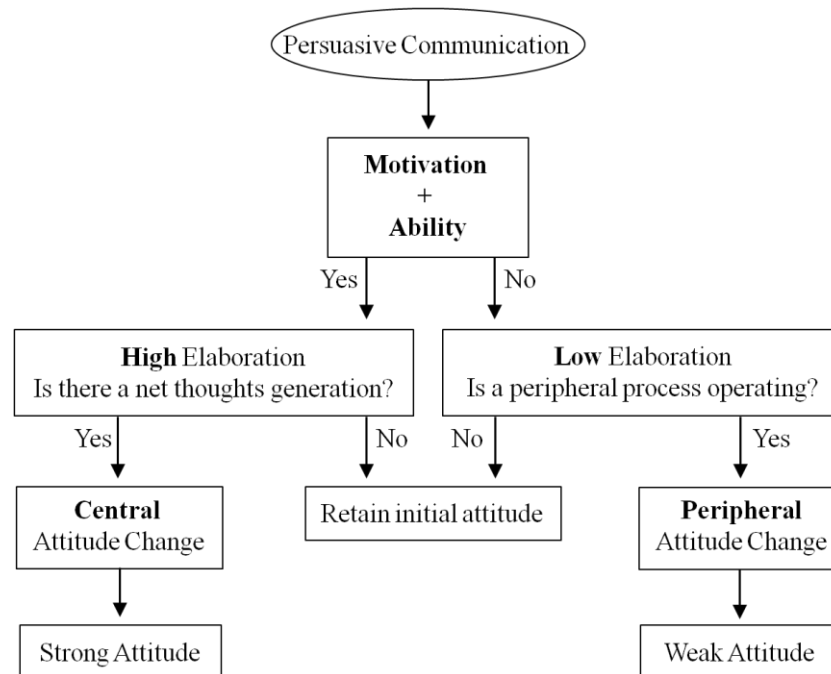 Persuasive Communication
Motivation
+
Ability
Yes
No
High Elaboration
Is there a net thoughts generation?
Low Elaboration
Is a peripheral process operating?
Yes
No
No
Yes
Central
Attitude Change
Retain initial attitude
Peripheral
Attitude Change
Strong Attitude
Weak Attitude